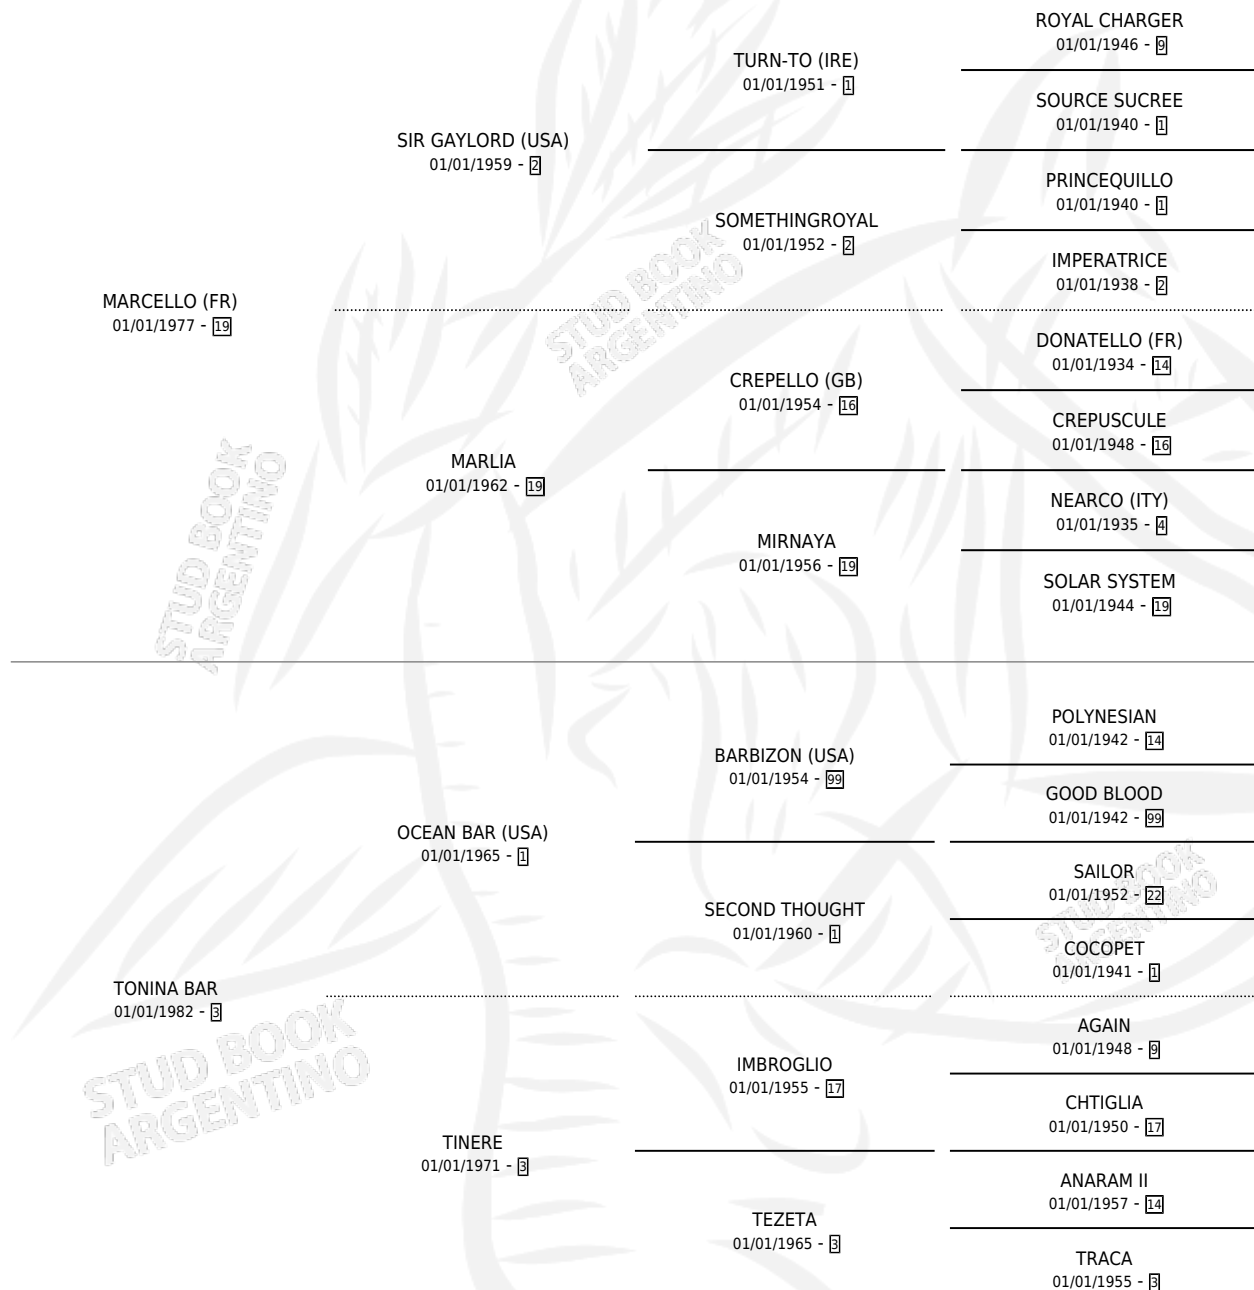 ROYAL CHARGER
01/01/1946 - 9
TURN-TO (IRE)
01/01/1951 - 1
SOURCE SUCREE
01/01/1940 - 1
SIR GAYLORD (USA)
01/01/1959 - 2
PRINCEQUILLO
01/01/1940 - 1
SOMETHINGROYAL
01/01/1952 - 2
IMPERATRICE
01/01/1938 - 2
MARCELLO (FR)
01/01/1977 - 19
DONATELLO (FR)
01/01/1934 - 14
CREPELLO (GB)
01/01/1954 - 16
CREPUSCULE
01/01/1948 - 16
MARLIA
01/01/1962 - 19
NEARCO (ITY)
01/01/1935 - 4
MIRNAYA
01/01/1956 - 19
SOLAR SYSTEM
01/01/1944 - 19
STUD BOOK
ARGENTINO
STUD BOOK
ARGENTINO
POLYNESIAN
01/01/1942 - 14
BARBIZON (USA)
01/01/1954 - 99
GOOD BLOOD
01/01/1942 - 99
OCEAN BAR (USA)
01/01/1965 - 1
SAILOR
01/01/1952 - 22
SECOND THOUGHT
01/01/1960 - 1
COCOPET
01/01/1941 - 1
STUD BOOK
ARGENTINO
TONINA BAR
01/01/1982 - 3
AGAIN
01/01/1948 - 9
IMBROGLIO
01/01/1955 - 17
CHTIGLIA
01/01/1950 - 17
STUD BOOK
ARGENTINO
TINERE
01/01/1971 - 3
ANARAM II
01/01/1957 - 14
TEZETA
01/01/1965 - 3
TRACA
01/01/1955 - 3